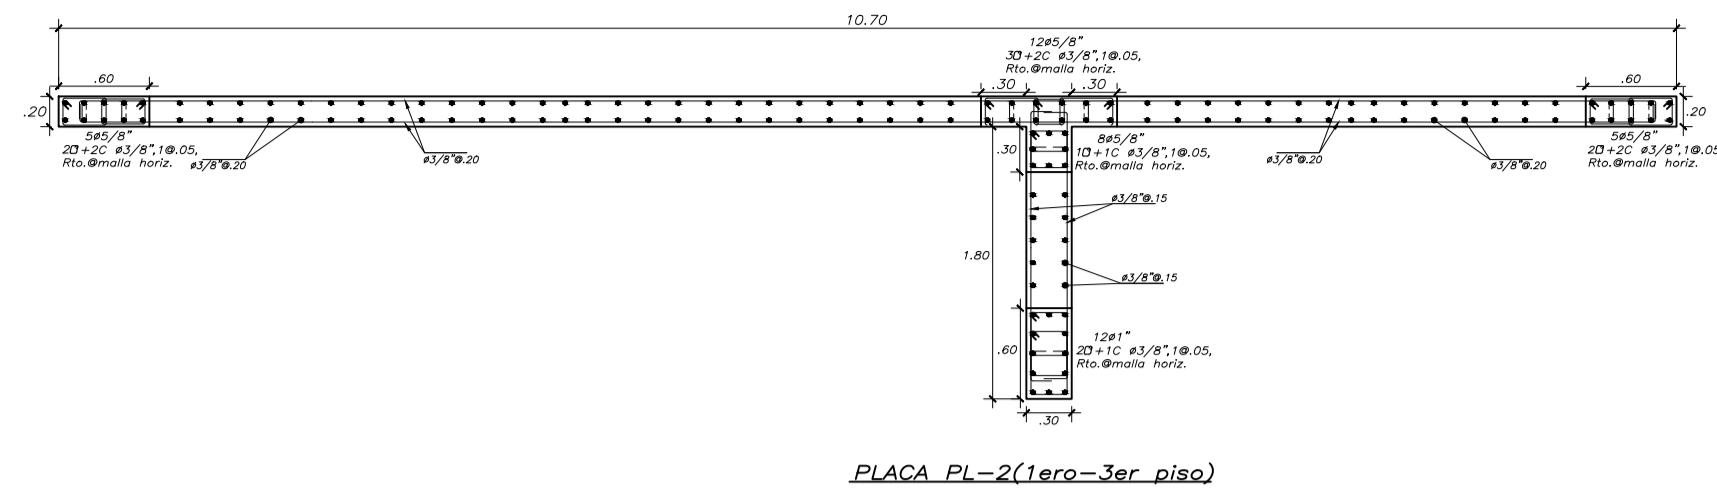 10.70
12ø5/8"
3▯+2C ø3/8",1@.05,
Rto.@malla horiz.
.60
.30
.30
.60
.20
.20
5ø5/8"
2▯+2C ø3/8",1@.05,
Rto.@malla horiz.
ø3/8"@.20
ø3/8"@.20
.30
8ø5/8"
1▯+1C ø3/8",1@.05,
Rto.@malla horiz.
ø3/8"@.20
ø3/8"@.20
5ø5/8"
2▯+2C ø3/8",1@.05
Rto.@malla horiz.
ø3/8"@.15
1.80
ø3/8"@.15
.60
12ø1"
2▯+1C ø3/8",1@.05,
Rto.@malla horiz.
.30
PLACA PL-2(1ero-3er piso)